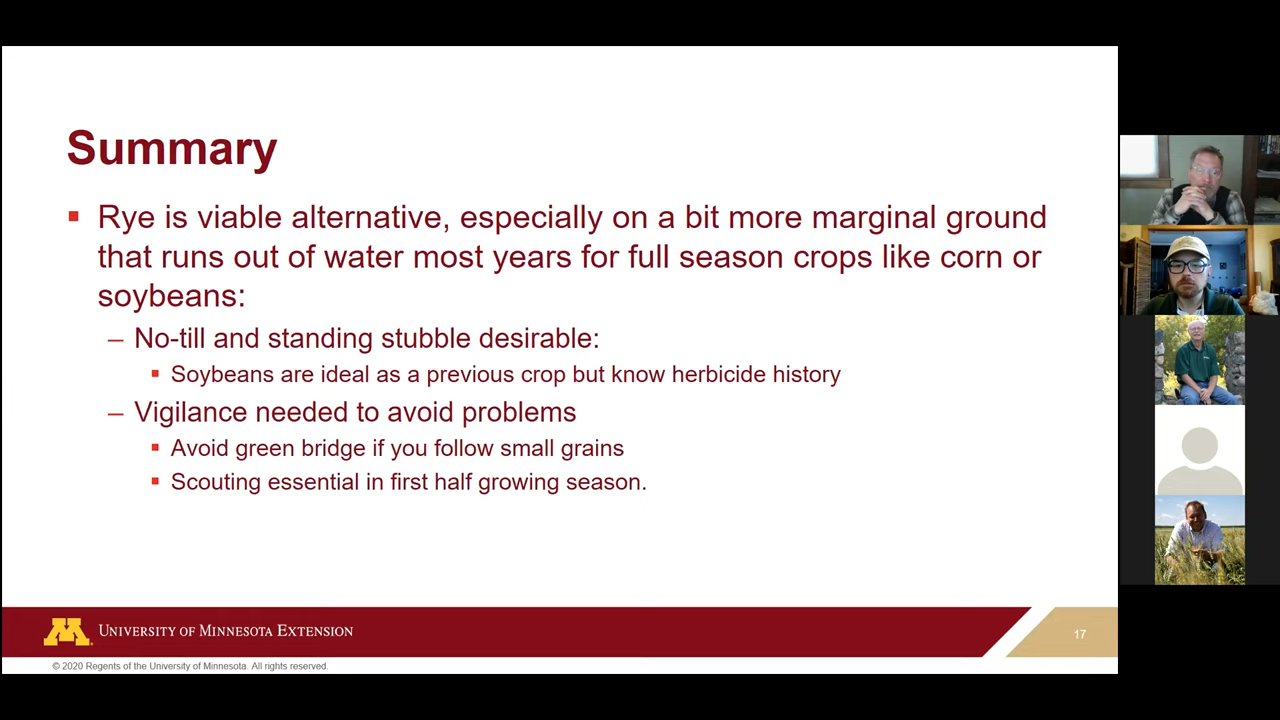 Summary
Rye is viable alternative, especially on a bit more marginal ground
that runs out of water most years for full season crops like corn or
soybeans:
– No-till and standing stubble desirable:
Soybeans are ideal as a previous crop but know herbicide history
– Vigilance needed to avoid problems
Avoid green bridge if you follow small grains
Scouting essential in first half growing season.
M
UNIVERSITY OF MINNESOTA EXTENSION
17
© 2020 Regents of the University of Minnesota. All rights reserved.